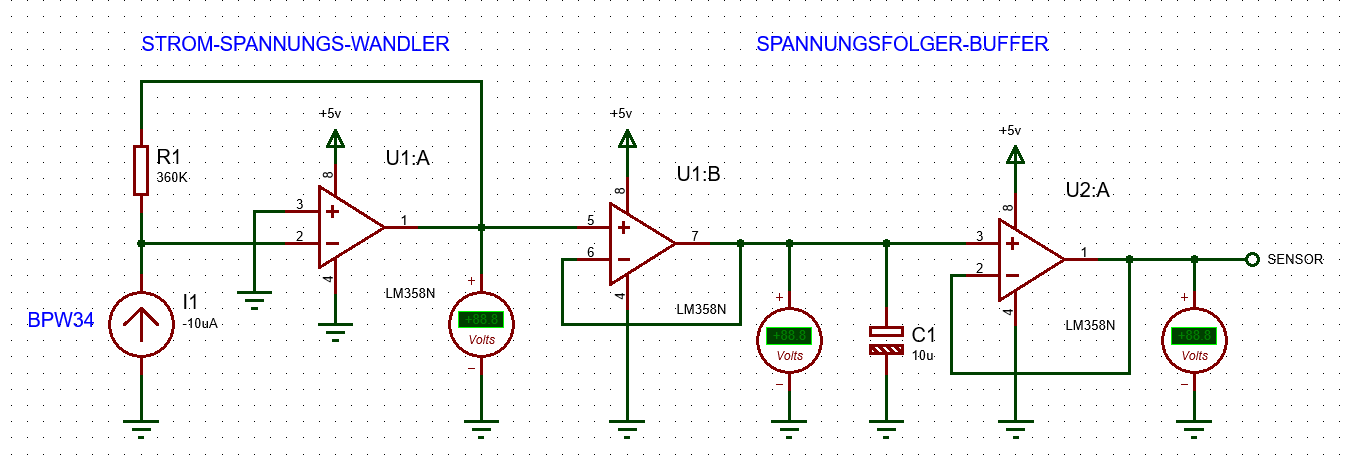 STROM-SPANNUNGS-WANDLER
SPANNUNGSFOLGER-BUFFER
+5v
+5v
+5v
R1
360K
U1:A
U1:B
U2:A
8
3
2
1
4
LM358N
8
5
6
7
4
LM358N
8
3
2
1
4
LM358N
BPW34
I1
-10uA
+
+88.8
Volts
−
+
+88.8
Volts
−
C1
10u
+
+88.8
Volts
−
SENSOR